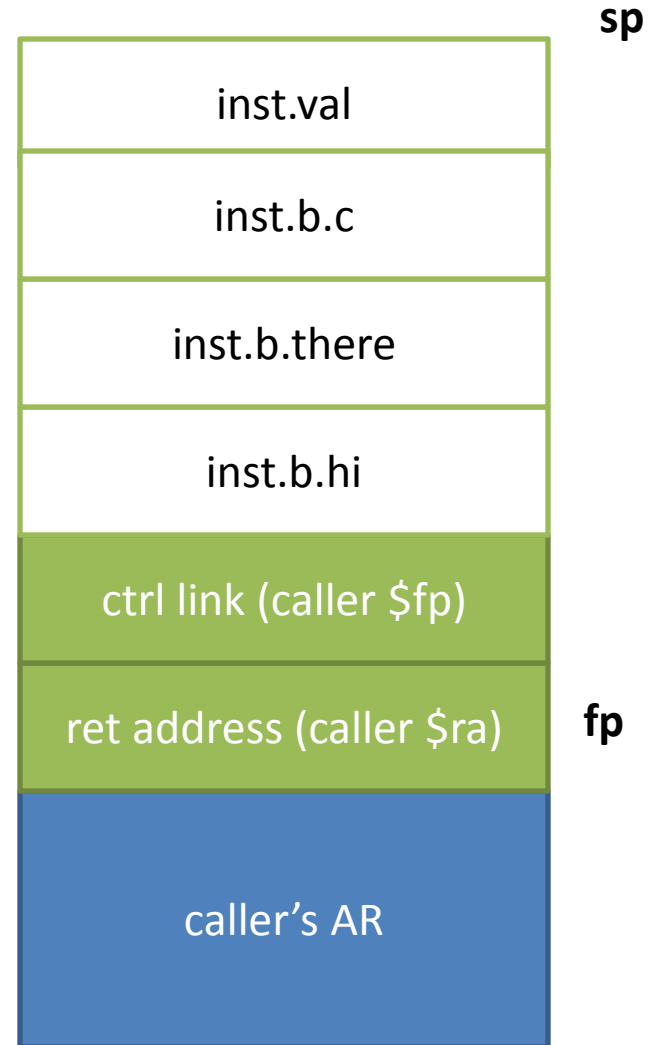 sp
inst.val
inst.b.c
inst.b.there
inst.b.hi
ctrl link (caller $fp)
ret address (caller $ra)
fp
caller’s AR